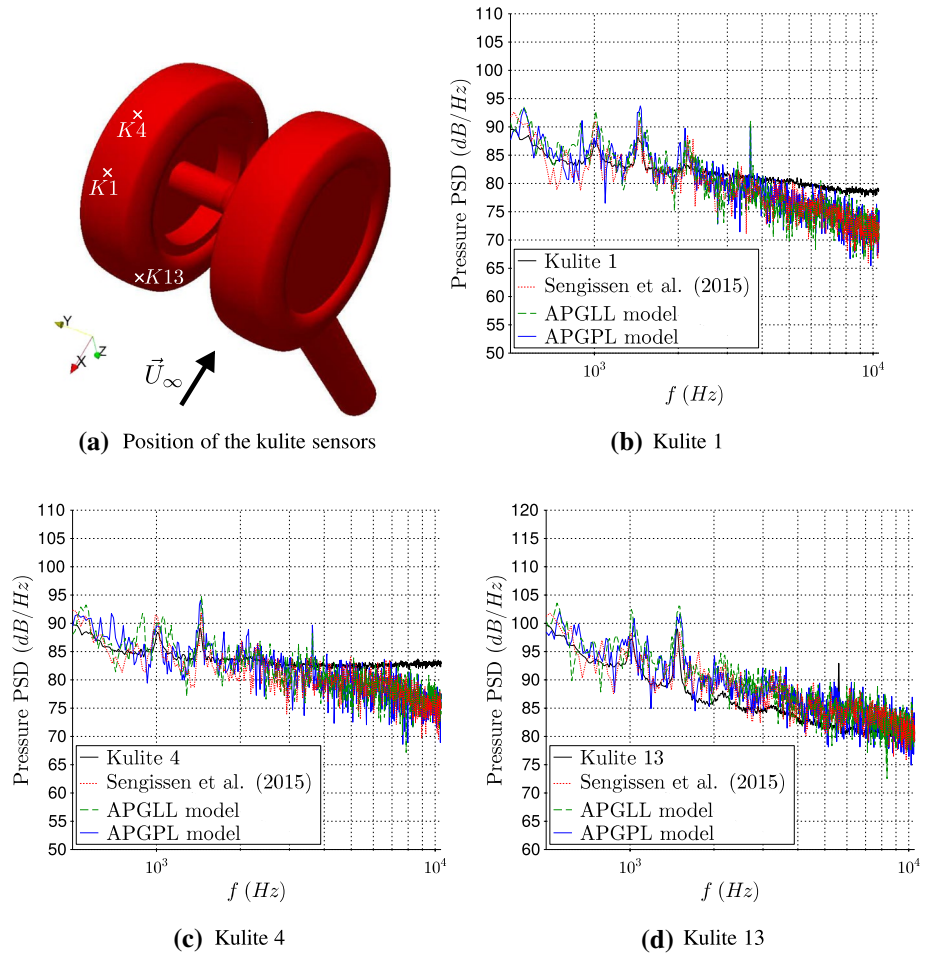 K4
K1
K13
Y
X
Z
U⃗∞
(a) Position of the kulite sensors
110
105
100
95
90
85
80
75
70
65
60
55
50
Pressure PSD (dB/Hz)
Kulite 1
Sengissen et al. (2015)
APGLL model
APGPL model
10³
10⁴
f (Hz)
(b) Kulite 1
110
105
100
95
90
85
80
75
70
65
60
55
50
Pressure PSD (dB/Hz)
Kulite 4
Sengissen et al. (2015)
APGLL model
APGPL model
10³
10⁴
f (Hz)
(c) Kulite 4
120
115
110
105
100
95
90
85
80
75
70
65
60
Pressure PSD (dB/Hz)
Kulite 13
Sengissen et al. (2015)
APGLL model
APGPL model
10³
10⁴
f (Hz)
(d) Kulite 13